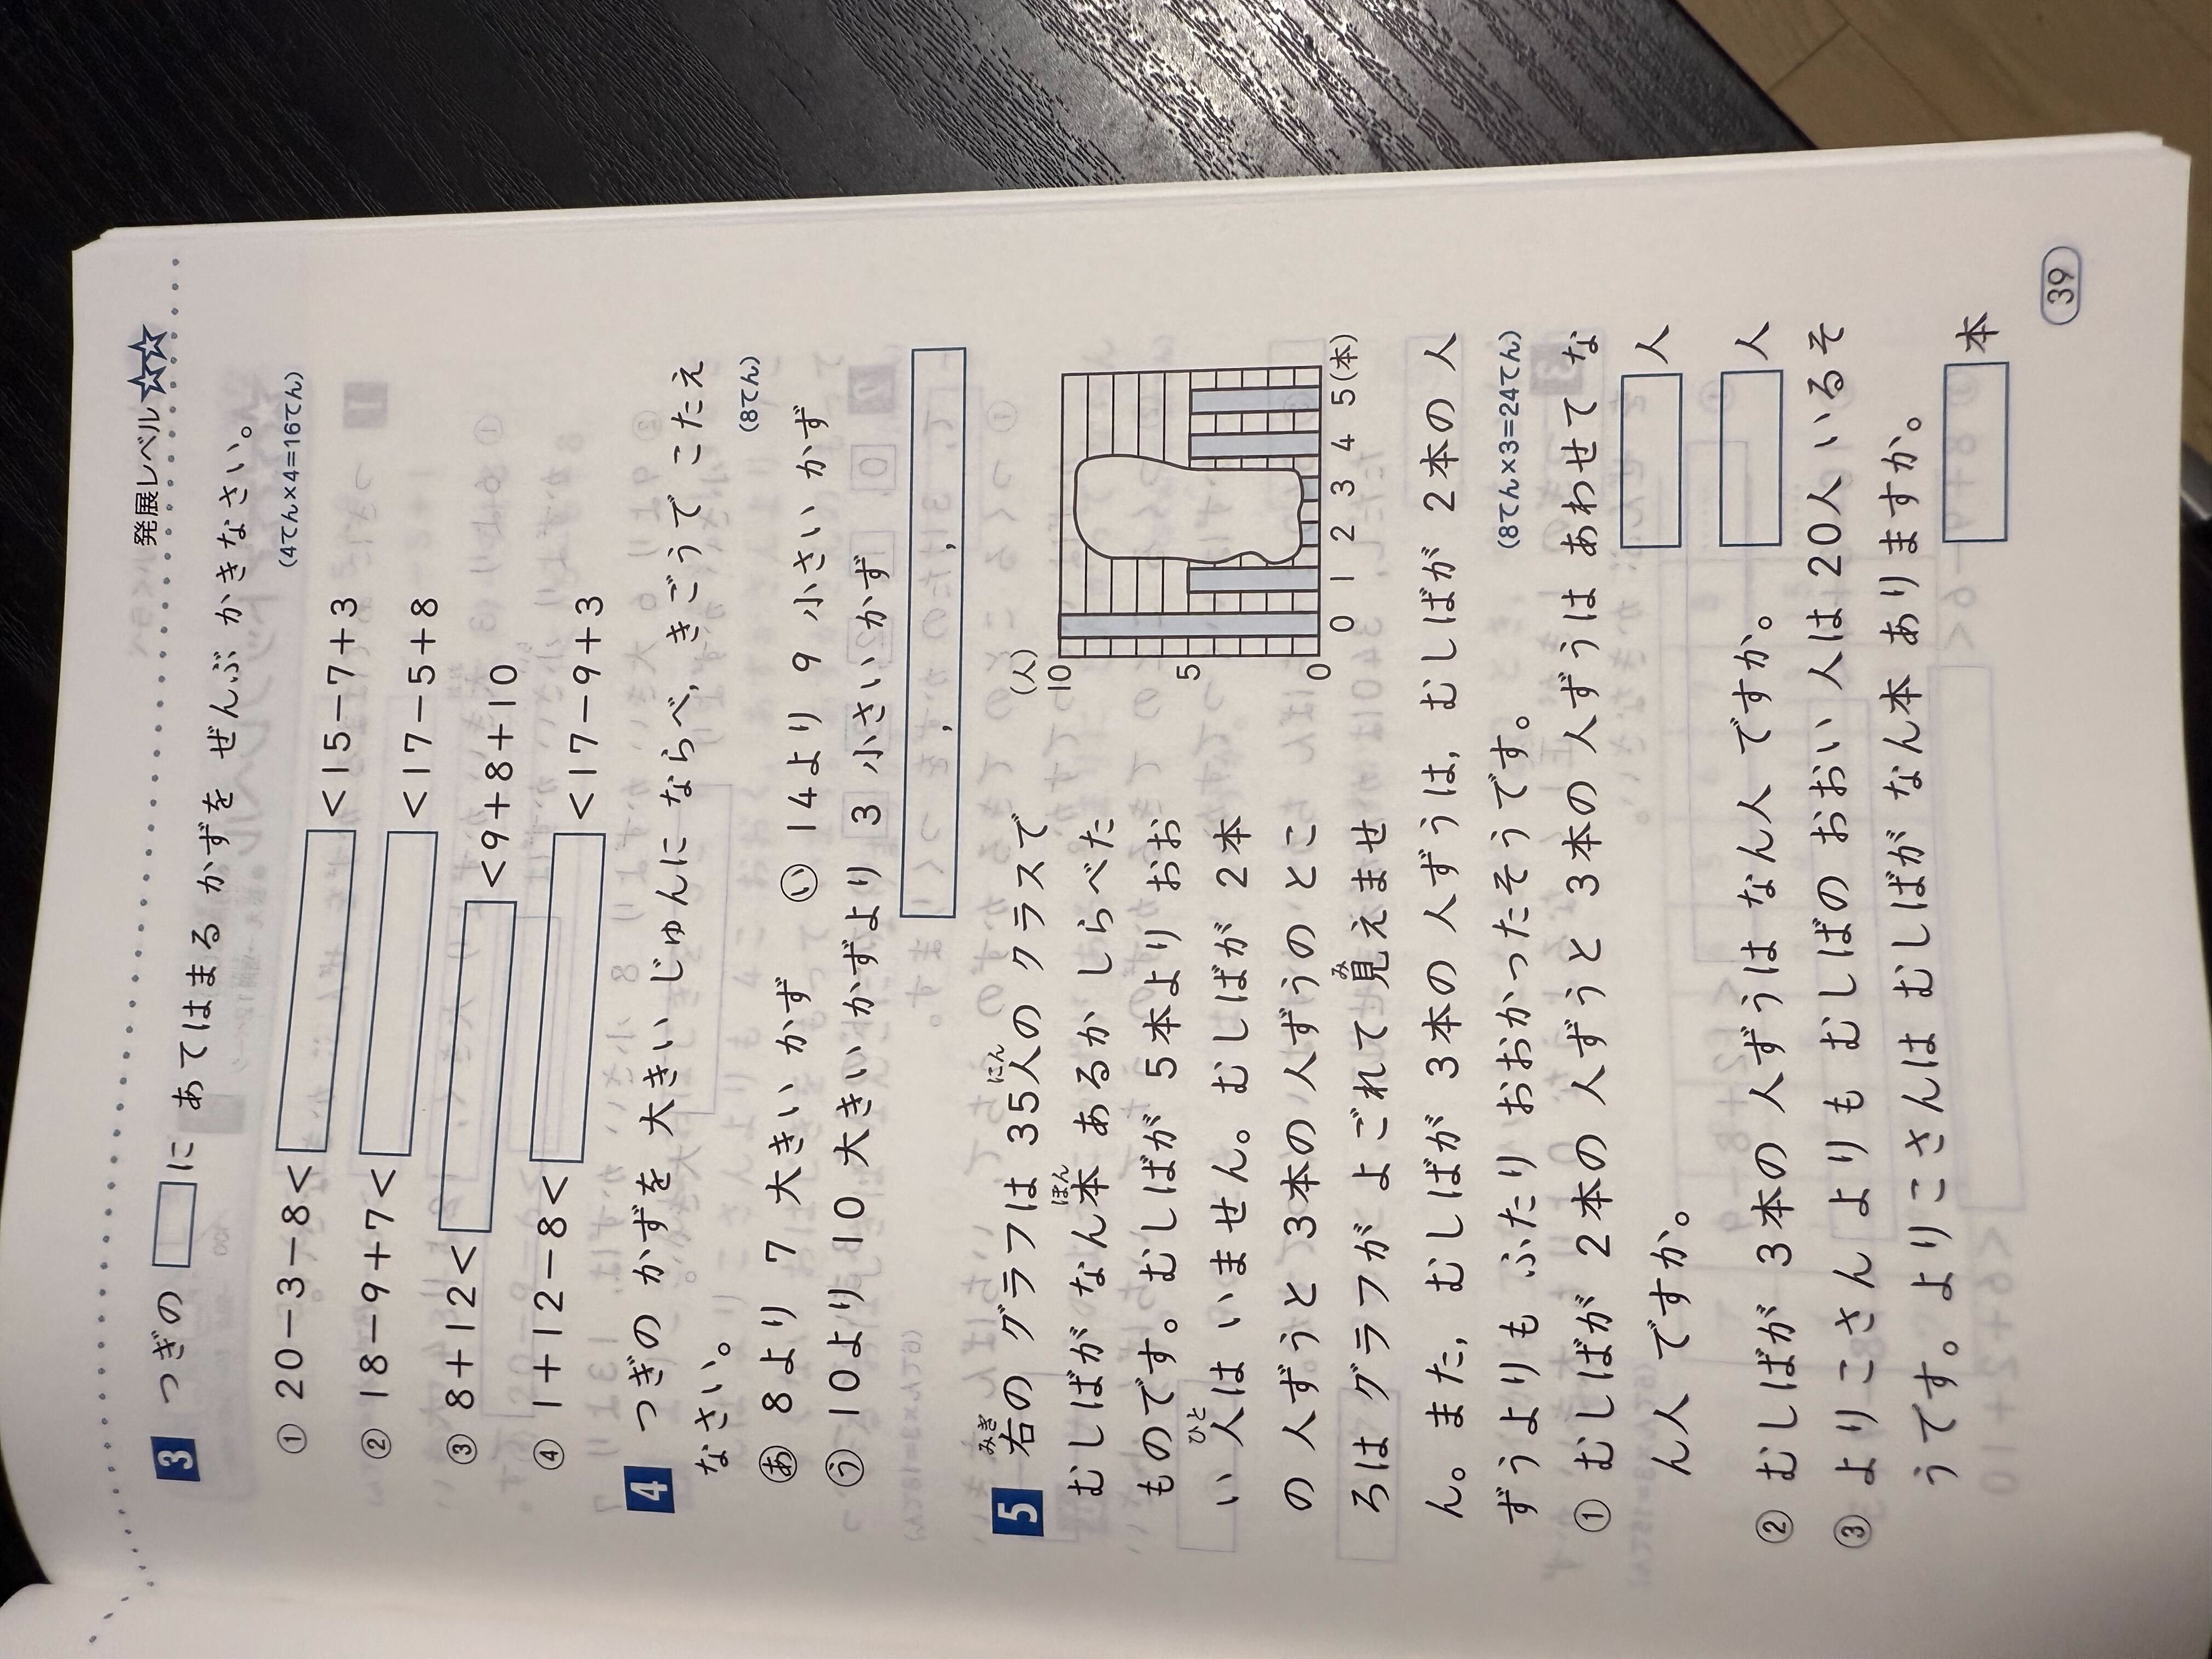 発展レベル
3 つぎの □に あてはまる かずを ぜんぶ かきなさい。
(4てん×4=16てん)
① 20−3−8< <15−7+3
② 18−9+7< <17−5+8
③ 8+12< <9+8+10
④ 1+12−8< <17−9+3
4 つぎの かずを 大きい じゅんに ならべ, きごうで こたえ
なさい。
(8てん)
あ 8より 7 大きい かず い 14より 9 小さい かず
う 10より 10 大きい かずより 3 小さい かず
, ,
5 右の グラフは 35人の クラスで
みぎ にん
むしばが なん本 あるか しらべた
ほん
ものです。むしばが 5本より おお
い 人は いません。むしばが 2本
ひと
の 人ずうと 3本の 人ずうの とこ
ろは グラフが よごれて 見えませ
み
ん。また, むしばが 3本の 人ずうは, むしばが 2本の 人
ずうよりも ふたり おおかったそうです。
(8てん×3=24てん)
(人)
10
5
0
0 1 2 3 4 5(本)
① むしばが 2本の 人ずうと 3本の 人ずうは あわせて な
ん人 ですか。
人
② むしばが 3本の 人ずうは なん人 ですか。
人
③ よりこさん よりも むしばの おおい 人は 20人 いるそ
うです。よりこさんは むしばが なん本 ありますか。
本
39